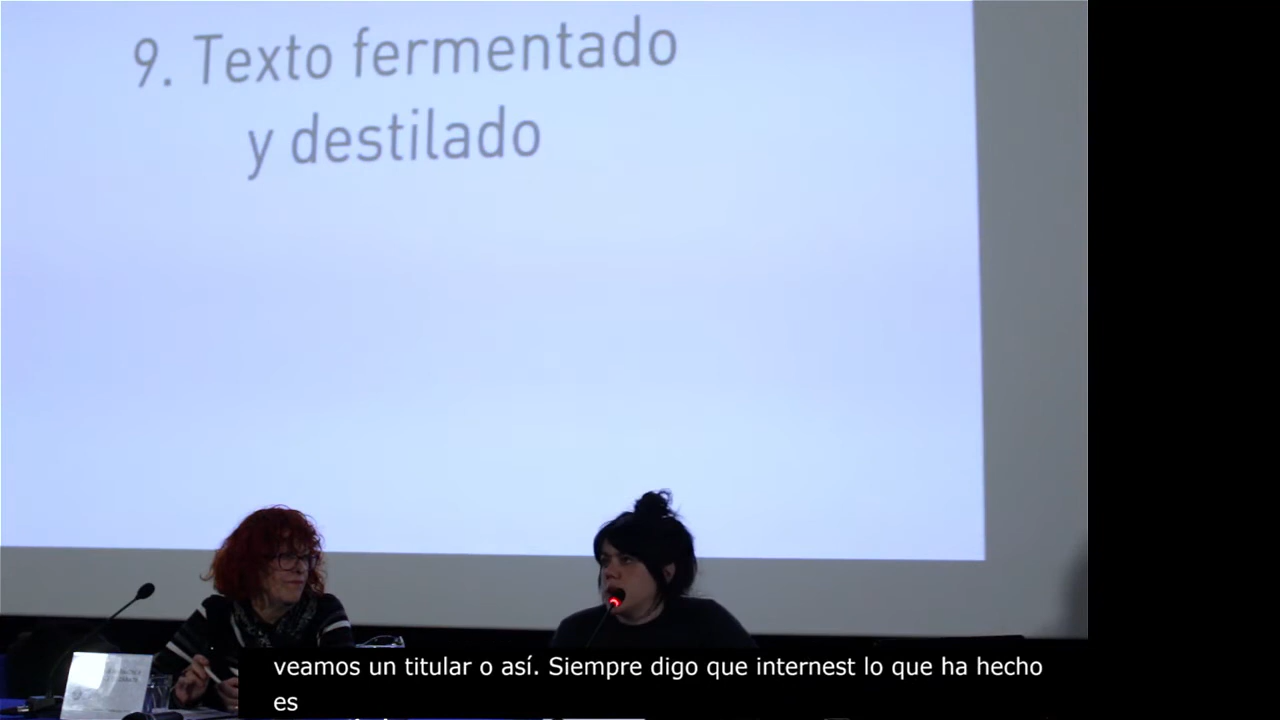 9. Texto fermentado
y destilado
veamos un titular o así. Siempre digo que internest lo que ha hecho
es